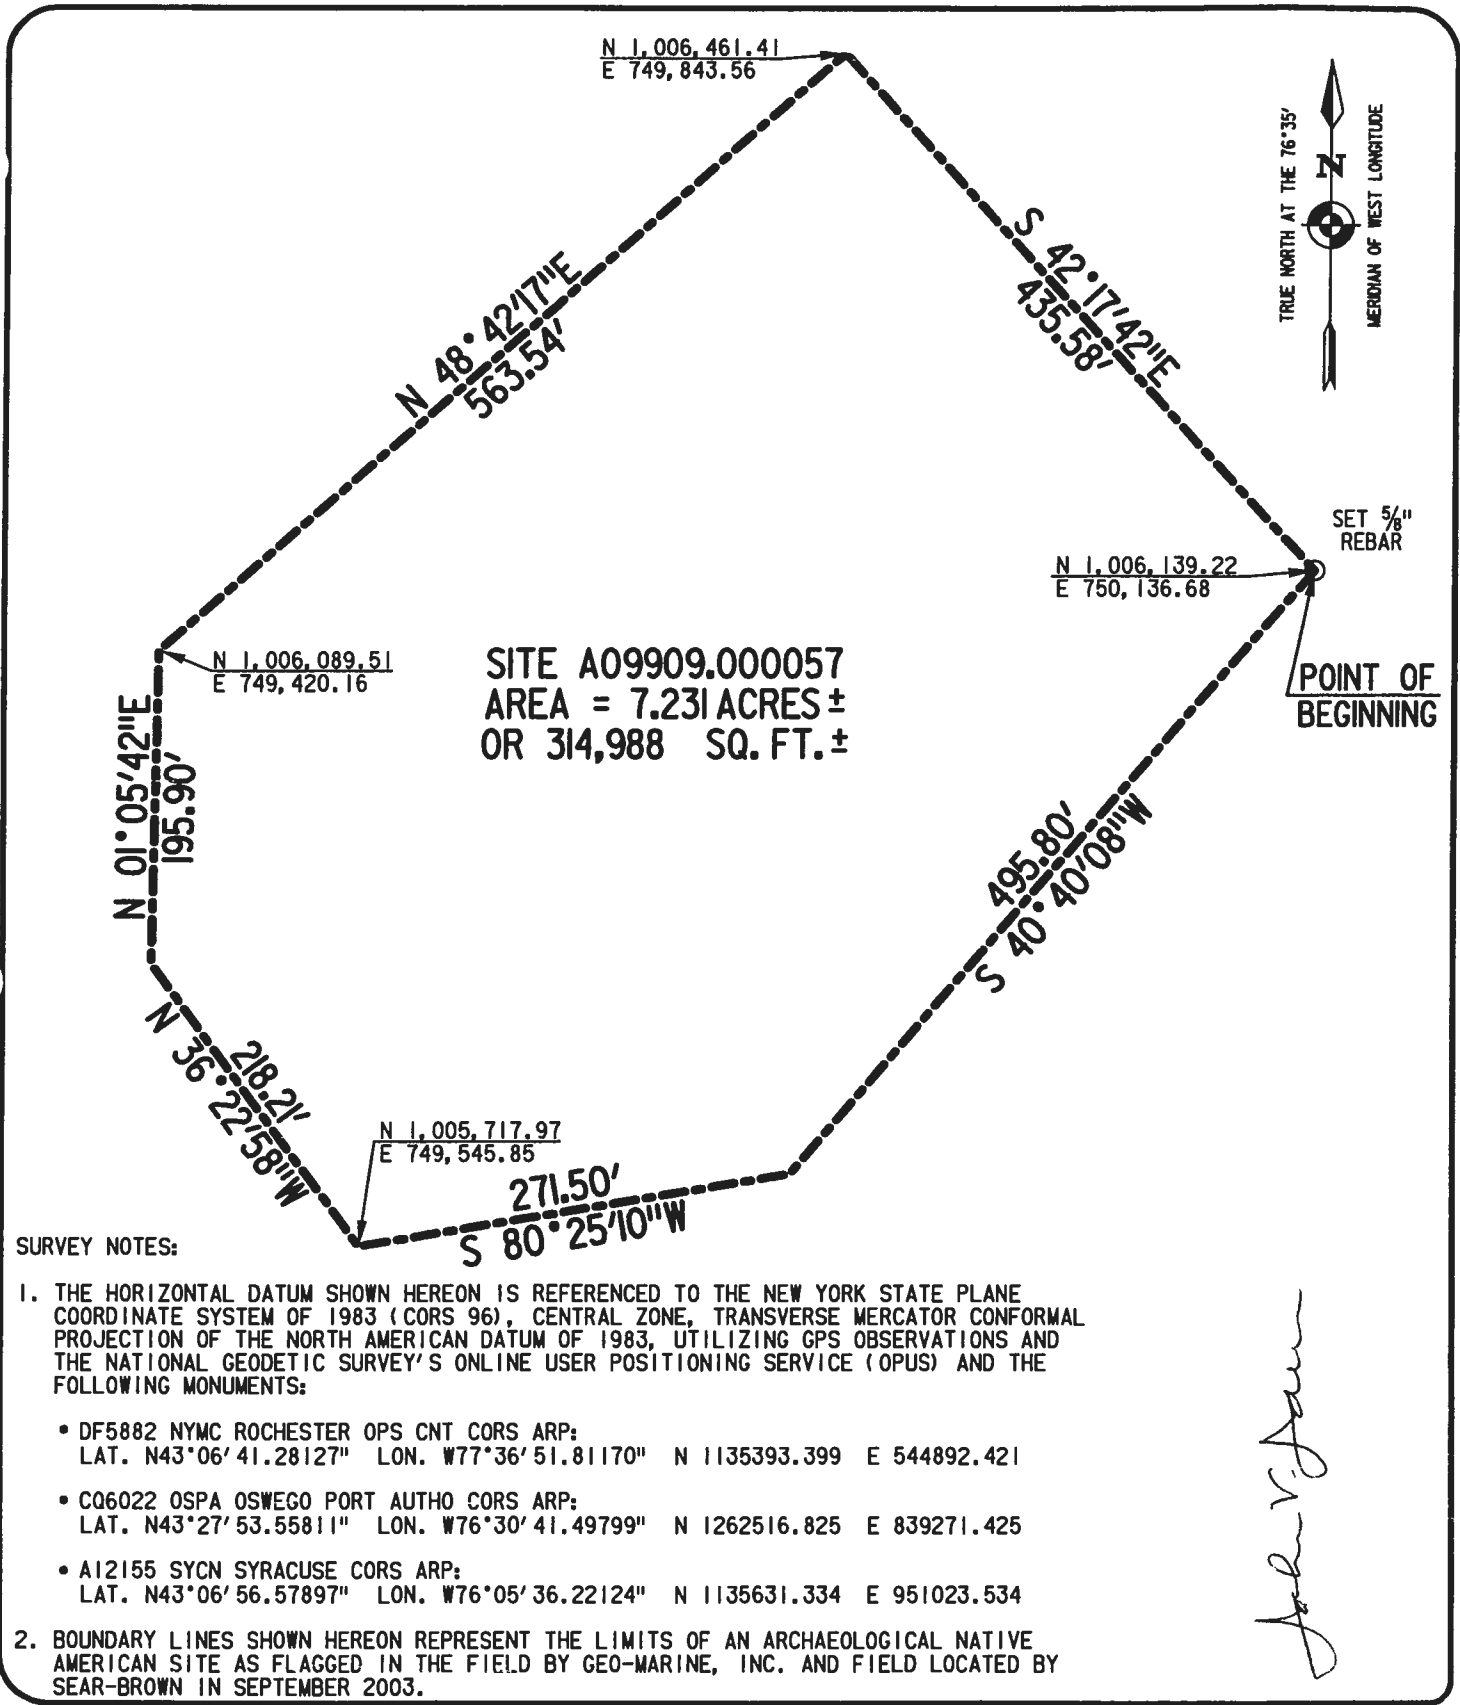 N 1,006,461.41
E 749,843.56
TRUE NORTH AT THE 76°35'
N
MERIDIAN OF WEST LONGITUDE
N 48°42'17"E
563.54'
S 42°17'42"E
435.58'
SET 5/8"
REBAR
N 1,006,139.22
E 750,136.68
POINT OF
BEGINNING
N 1,006,089.51
E 749,420.16
SITE A09909.000057
AREA = 7.231 ACRES ±
OR 314,988 SQ. FT.±
N 01°05'42"E
195.90'
495.80'
S 40°40'08"W
218.21'
N 36°22'58"W
N 1,005,717.97
E 749,545.85
271.50'
S 80°25'10"W
SURVEY NOTES:
1. THE HORIZONTAL DATUM SHOWN HEREON IS REFERENCED TO THE NEW YORK STATE PLANE
COORDINATE SYSTEM OF 1983 (CORS 96), CENTRAL ZONE, TRANSVERSE MERCATOR CONFORMAL
PROJECTION OF THE NORTH AMERICAN DATUM OF 1983, UTILIZING GPS OBSERVATIONS AND
THE NATIONAL GEODETIC SURVEY'S ONLINE USER POSITIONING SERVICE (OPUS) AND THE
FOLLOWING MONUMENTS:
• DF5882 NYMC ROCHESTER OPS CNT CORS ARP:
LAT. N43°06'41.28127" LON. W77°36'51.81170" N 1135393.399 E 544892.421
• CQ6022 OSPA OSWEGO PORT AUTHO CORS ARP:
LAT. N43°27'53.55811" LON. W76°30'41.49799" N 1262516.825 E 839271.425
• AI2155 SYCN SYRACUSE CORS ARP:
LAT. N43°06'56.57897" LON. W76°05'36.22124" N 1135631.334 E 951023.534
2. BOUNDARY LINES SHOWN HEREON REPRESENT THE LIMITS OF AN ARCHAEOLOGICAL NATIVE
AMERICAN SITE AS FLAGGED IN THE FIELD BY GEO-MARINE, INC. AND FIELD LOCATED BY
SEAR-BROWN IN SEPTEMBER 2003.
John V.